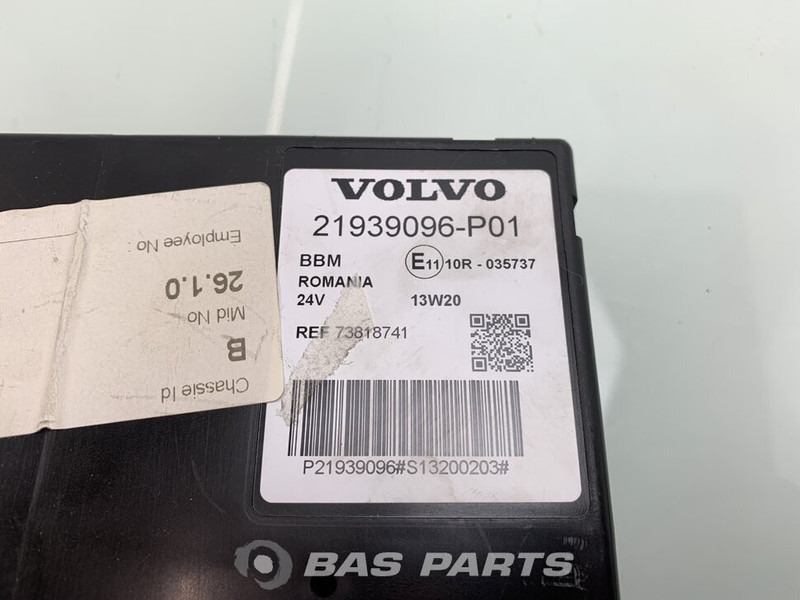 VOLVO
21939096-P01
BBM
E11 10R - 035737
ROMANIA
24V
13W20
REF 73818741
P21939096#S13200203#
Chassie Id
B
Mid No
26.1.0
Employee No :
BAS PARTS